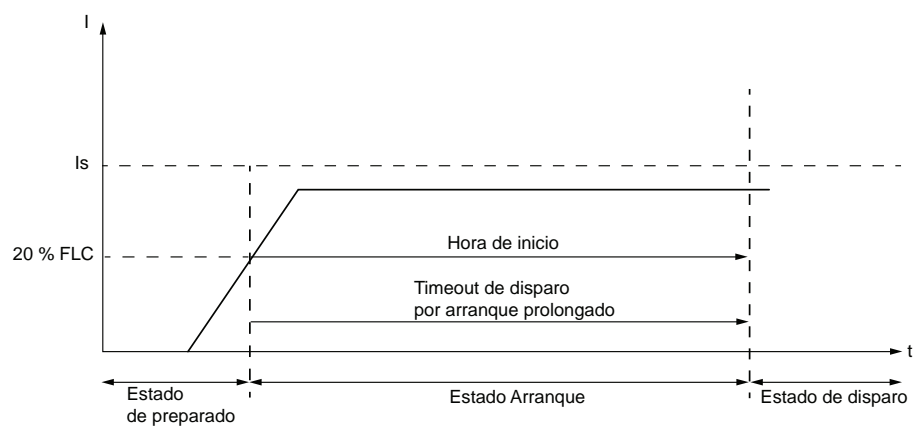 I
Is
20 % FLC
Hora de inicio
Timeout de disparo
por arranque prolongado
t
Estado
de preparado
Estado Arranque
Estado de disparo